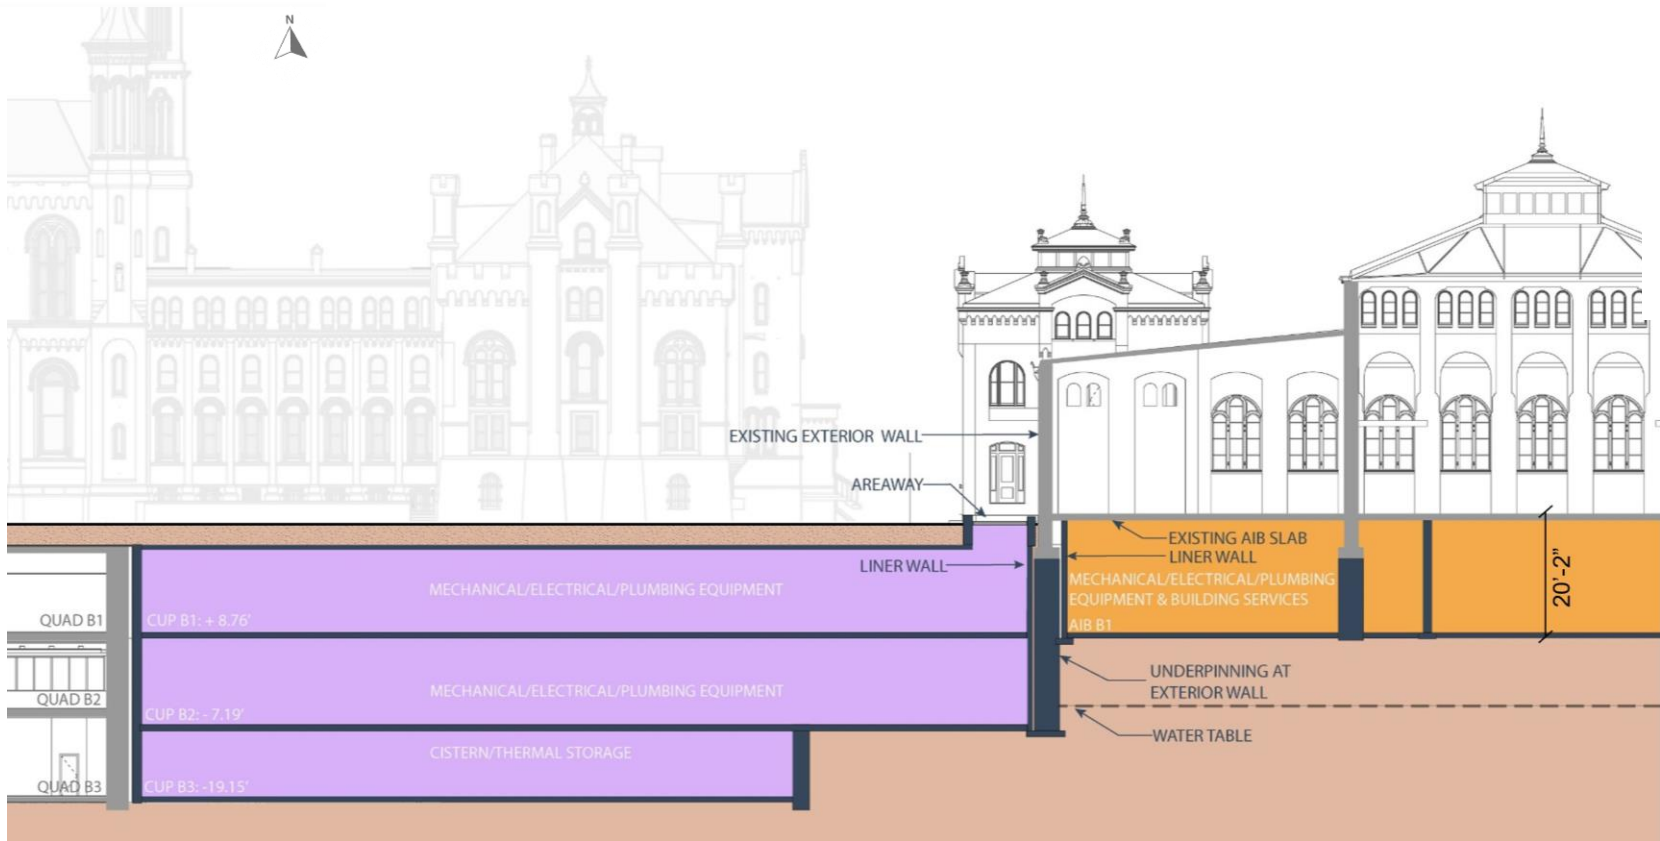 N
EXISTING EXTERIOR WALL
AREAWAY
EXISTING AIB SLAB
LINER WALL
LINER WALL
MECHANICAL/ELECTRICAL/PLUMBING
EQUIPMENT & BUILDING SERVICES
AIB B1
20'-2"
MECHANICAL/ELECTRICAL/PLUMBING EQUIPMENT
QUAD B1
CUP B1: + 8.76'
UNDERPINNING AT
EXTERIOR WALL
MECHANICAL/ELECTRICAL/PLUMBING EQUIPMENT
QUAD B2
CUP B2: - 7.19'
WATER TABLE
CISTERN/THERMAL STORAGE
QUAD B3
CUP B3: -19.15'